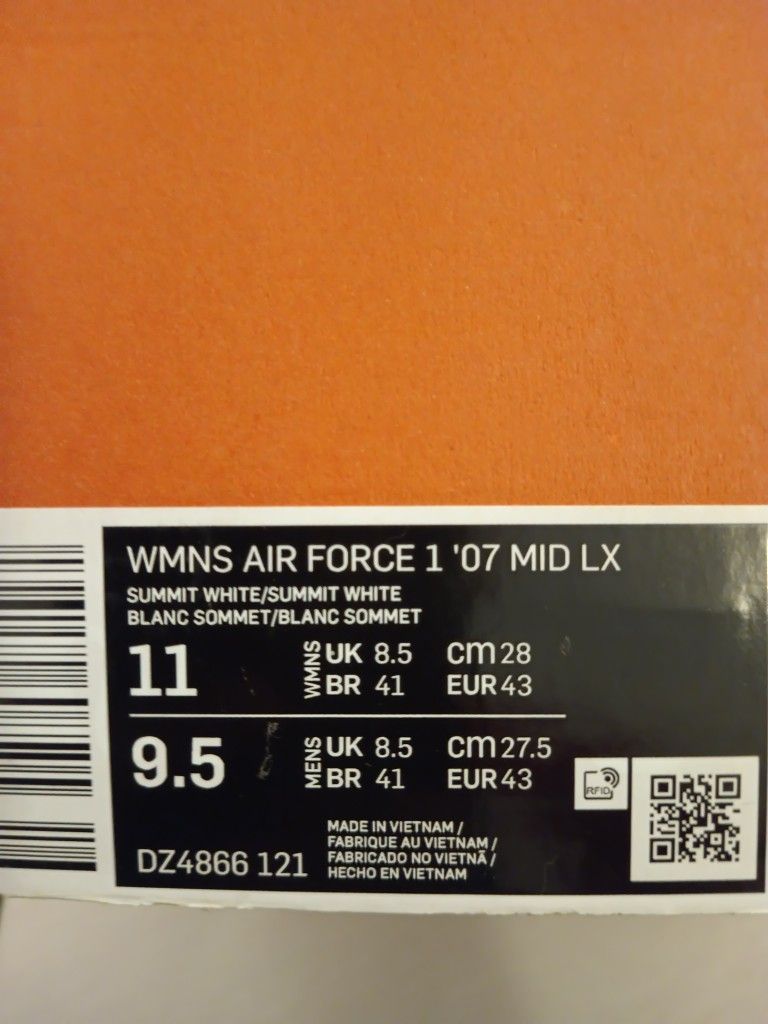 WMNS AIR FORCE 1 '07 MID LX
SUMMIT WHITE/SUMMIT WHITE
BLANC SOMMET/BLANC SOMMET
11 WMNS UK 8.5 cm 28
BR 41 EUR 43
9.5 MENS UK 8.5 cm 27.5
BR 41 EUR 43
RFID
MADE IN VIETNAM /
FABRIQUE AU VIETNAM /
FABRICADO NO VIETNÃ /
HECHO EN VIETNAM
DZ4866 121